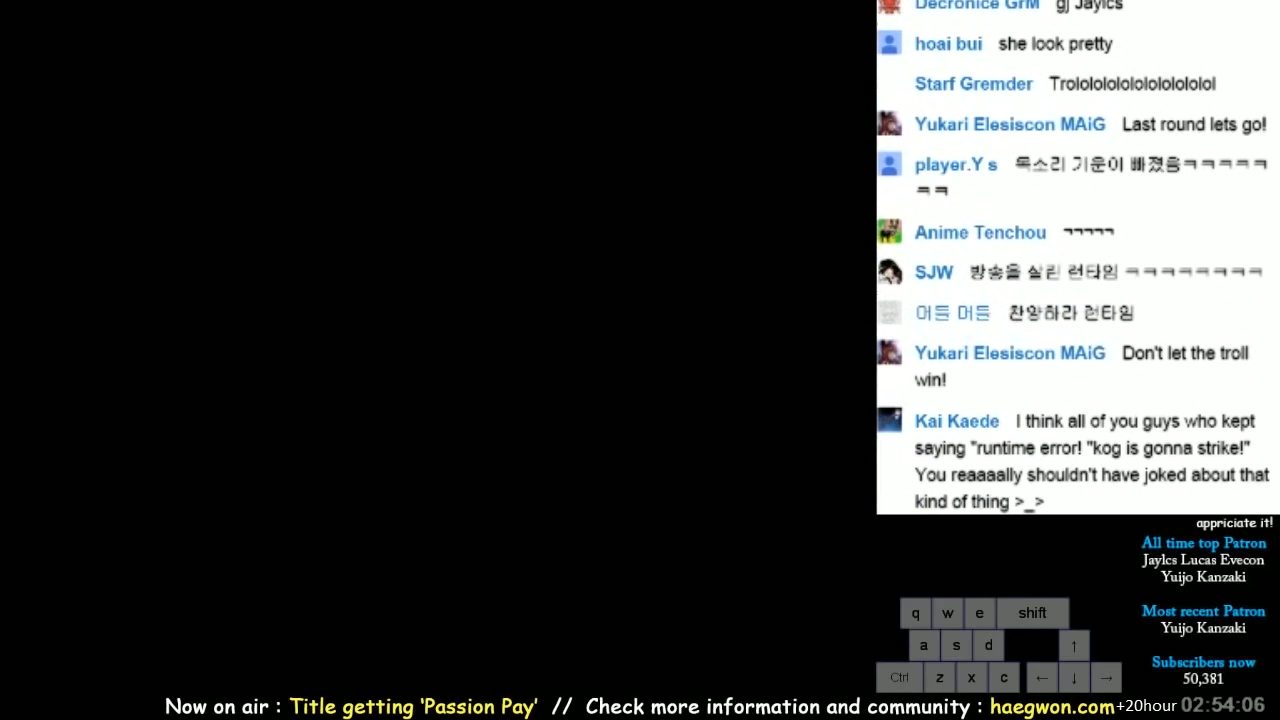 Decronice GrM gj Jaylcs
hoai bui she look pretty
Starf Gremder Trolololololololololol
Yukari Elesiscon MAiG Last round lets go!
player.Y s 목소리 기운이 빠졌음ㅋㅋㅋㅋㅋ
ㅋㅋ
Anime Tenchou ㄱㄱㄱㄱㄱ
SJW 방송을 살린 런타임 ㅋㅋㅋㅋㅋㅋㅋㅋ
머듬 머듬 찬양하라 런타임
Yukari Elesiscon MAiG Don't let the troll
win!
Kai Kaede I think all of you guys who kept
saying "runtime error! "kog is gonna strike!"
You reaaaally shouldn't have joked about that
kind of thing >_>
appriciate it!
All time top Patron
Jaylcs Lucas Evecon
Yuijo Kanzaki
Most recent Patron
Yuijo Kanzaki
Subscribers now
50,381
q w e shift
a s d ↑
Ctrl z x c ← ↓ →
Now on air : Title getting 'Passion Pay' // Check more information and community : haegwon.com +20hour 02:54:06